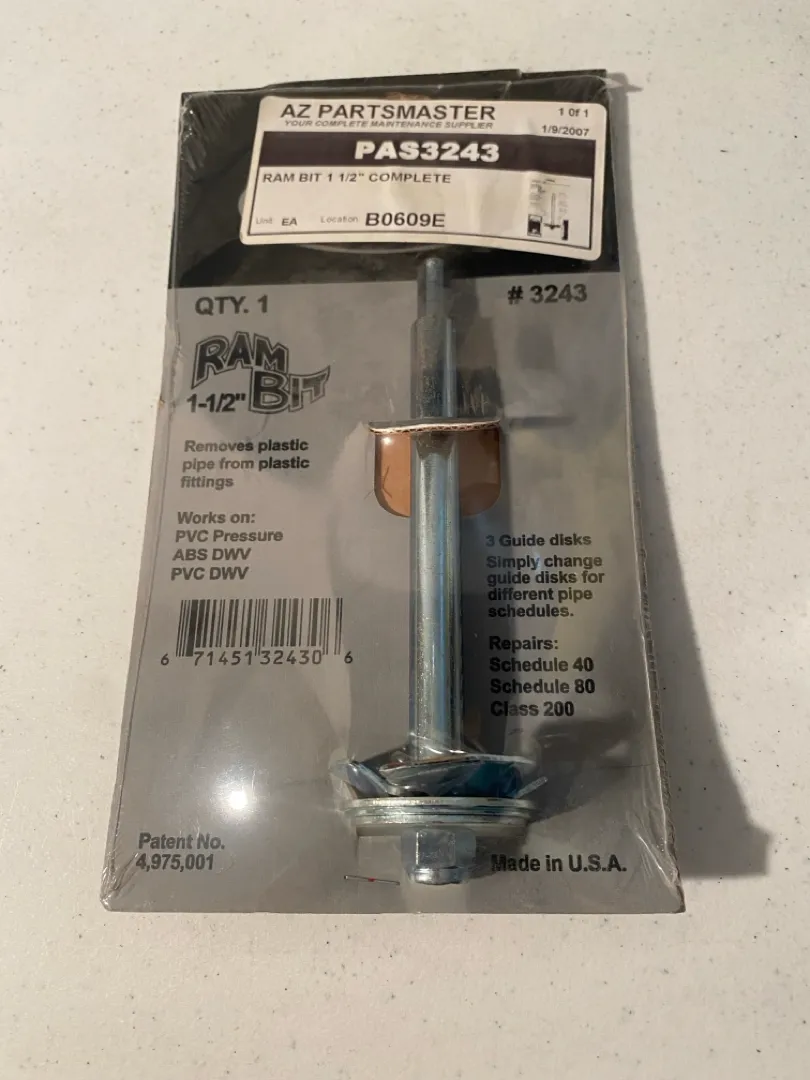 AZ PARTSMASTER
YOUR COMPLETE MAINTENANCE SUPPLIER
1 Of 1
1/9/2007
PAS3243
RAM BIT 1 1/2" COMPLETE
Unit EA Location B0609E
QTY. 1
# 3243
RAM BIT
1-1/2"
Removes plastic
pipe from plastic
fittings
Works on:
PVC Pressure
ABS DWV
PVC DWV
6 71451 32430 6
3 Guide disks
Simply change
guide disks for
different pipe
schedules.
Repairs:
Schedule 40
Schedule 80
Class 200
Patent No.
4,975,001
Made in U.S.A.